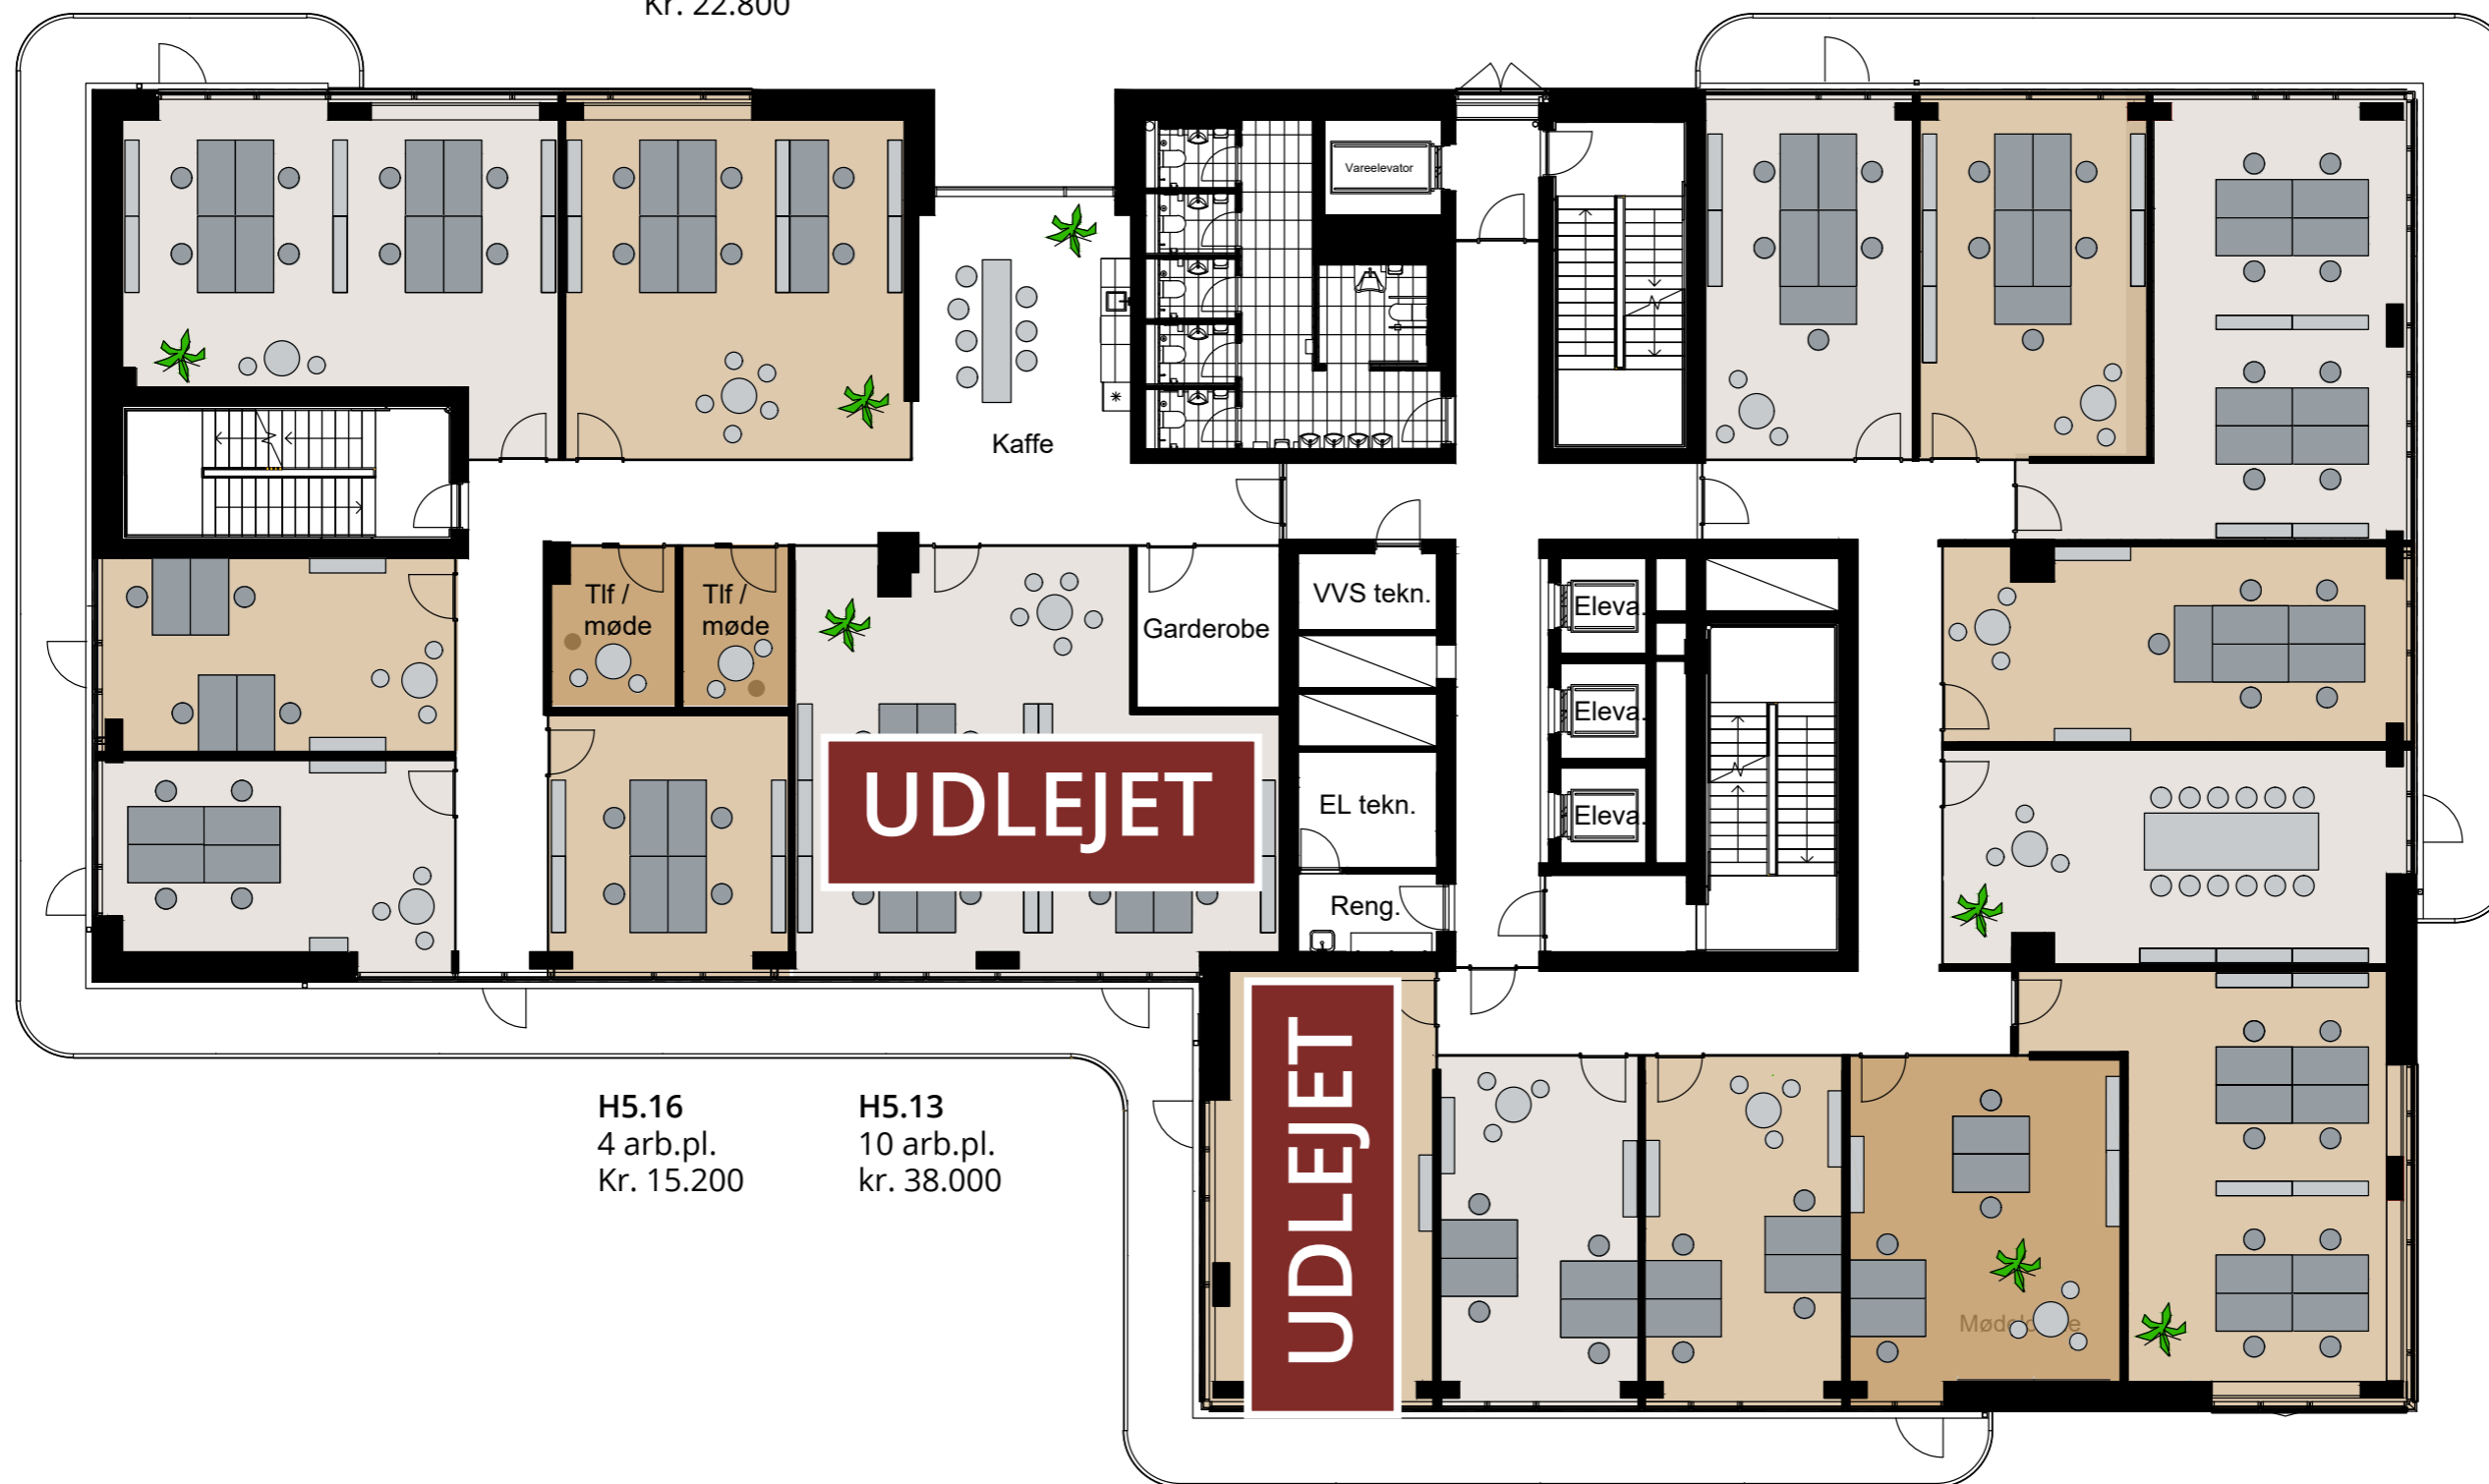 Kr. 22.800
Vareelevator
Kaffe
Tlf /
møde
Tlf /
møde
Garderobe
VVS tekn.
Eleva.
Eleva.
Eleva.
UDLEJET
EL tekn.
Reng.
H5.16
4 arb.pl.
Kr. 15.200
H5.13
10 arb.pl.
kr. 38.000
UDLEJET